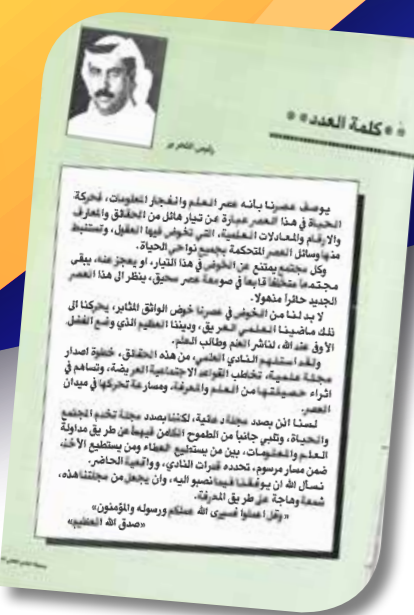 ** كلمة العدد **
رئيس التحرير
يوصف عصرنا بأنه عصر العلم وانفجار المعلومات، فحركة
الحياة في هذا العصر عبارة عن تيار هائل من الحقائق والمعارف
والارقام والمعادلات العلمية، التي تخوض فيها العقول، وتستنبط
منها وسائل العصر المتحكمة بجميع نواحي الحياة.
وكل مجتمع يمتنع عن الخوض في هذا التيار، او يعجز عنه، يبقى
مجتمعا متخلفا قابعا في صومعة عصر سحيق، ينظر الى هذا العصر
الجديد حائرا منهولا.
لا بد لنا من الخوض في عصرنا خوض الواثق المثابر، يحركنا الى
ذلك ماضينا العلمي العريق، وديننا العظيم الذي وضع الفضل
الأوفى عند الله، لناشر العلم وطالب العلم.
ولقد استلهم النادي العلمي، من هذه الحقائق، خطوة اصدار
مجلة علمية، تخاطب القواعد الاجتماعية العريضة، وتساهم في
اثراء حصيلتها من العلم والمعرفة، ومسارعة تحركها في ميدان
العصر.
لسنا اذن بصدد مجلة دعائية، لكننا بصدد مجلة تخدم المجتمع
والحياة، وتلبي جانبا من الطموح الكامن فيهما عن طريق مداولة
العلم والمعلومات، بين من يستطيع العطاء ومن يستطيع الأخذ،
ضمن مسار مرسوم، تحدده قدرات النادي، وواقعية الحاضر.
نسأل الله ان يوفقنا فيما نصبو اليه، وان يجعل من مجلتنا هذه،
شمعة وهاجة على طريق المعرفة.
«وقل اعملوا فسيرى الله عملكم ورسوله والمؤمنون»
«صدق الله العظيم»